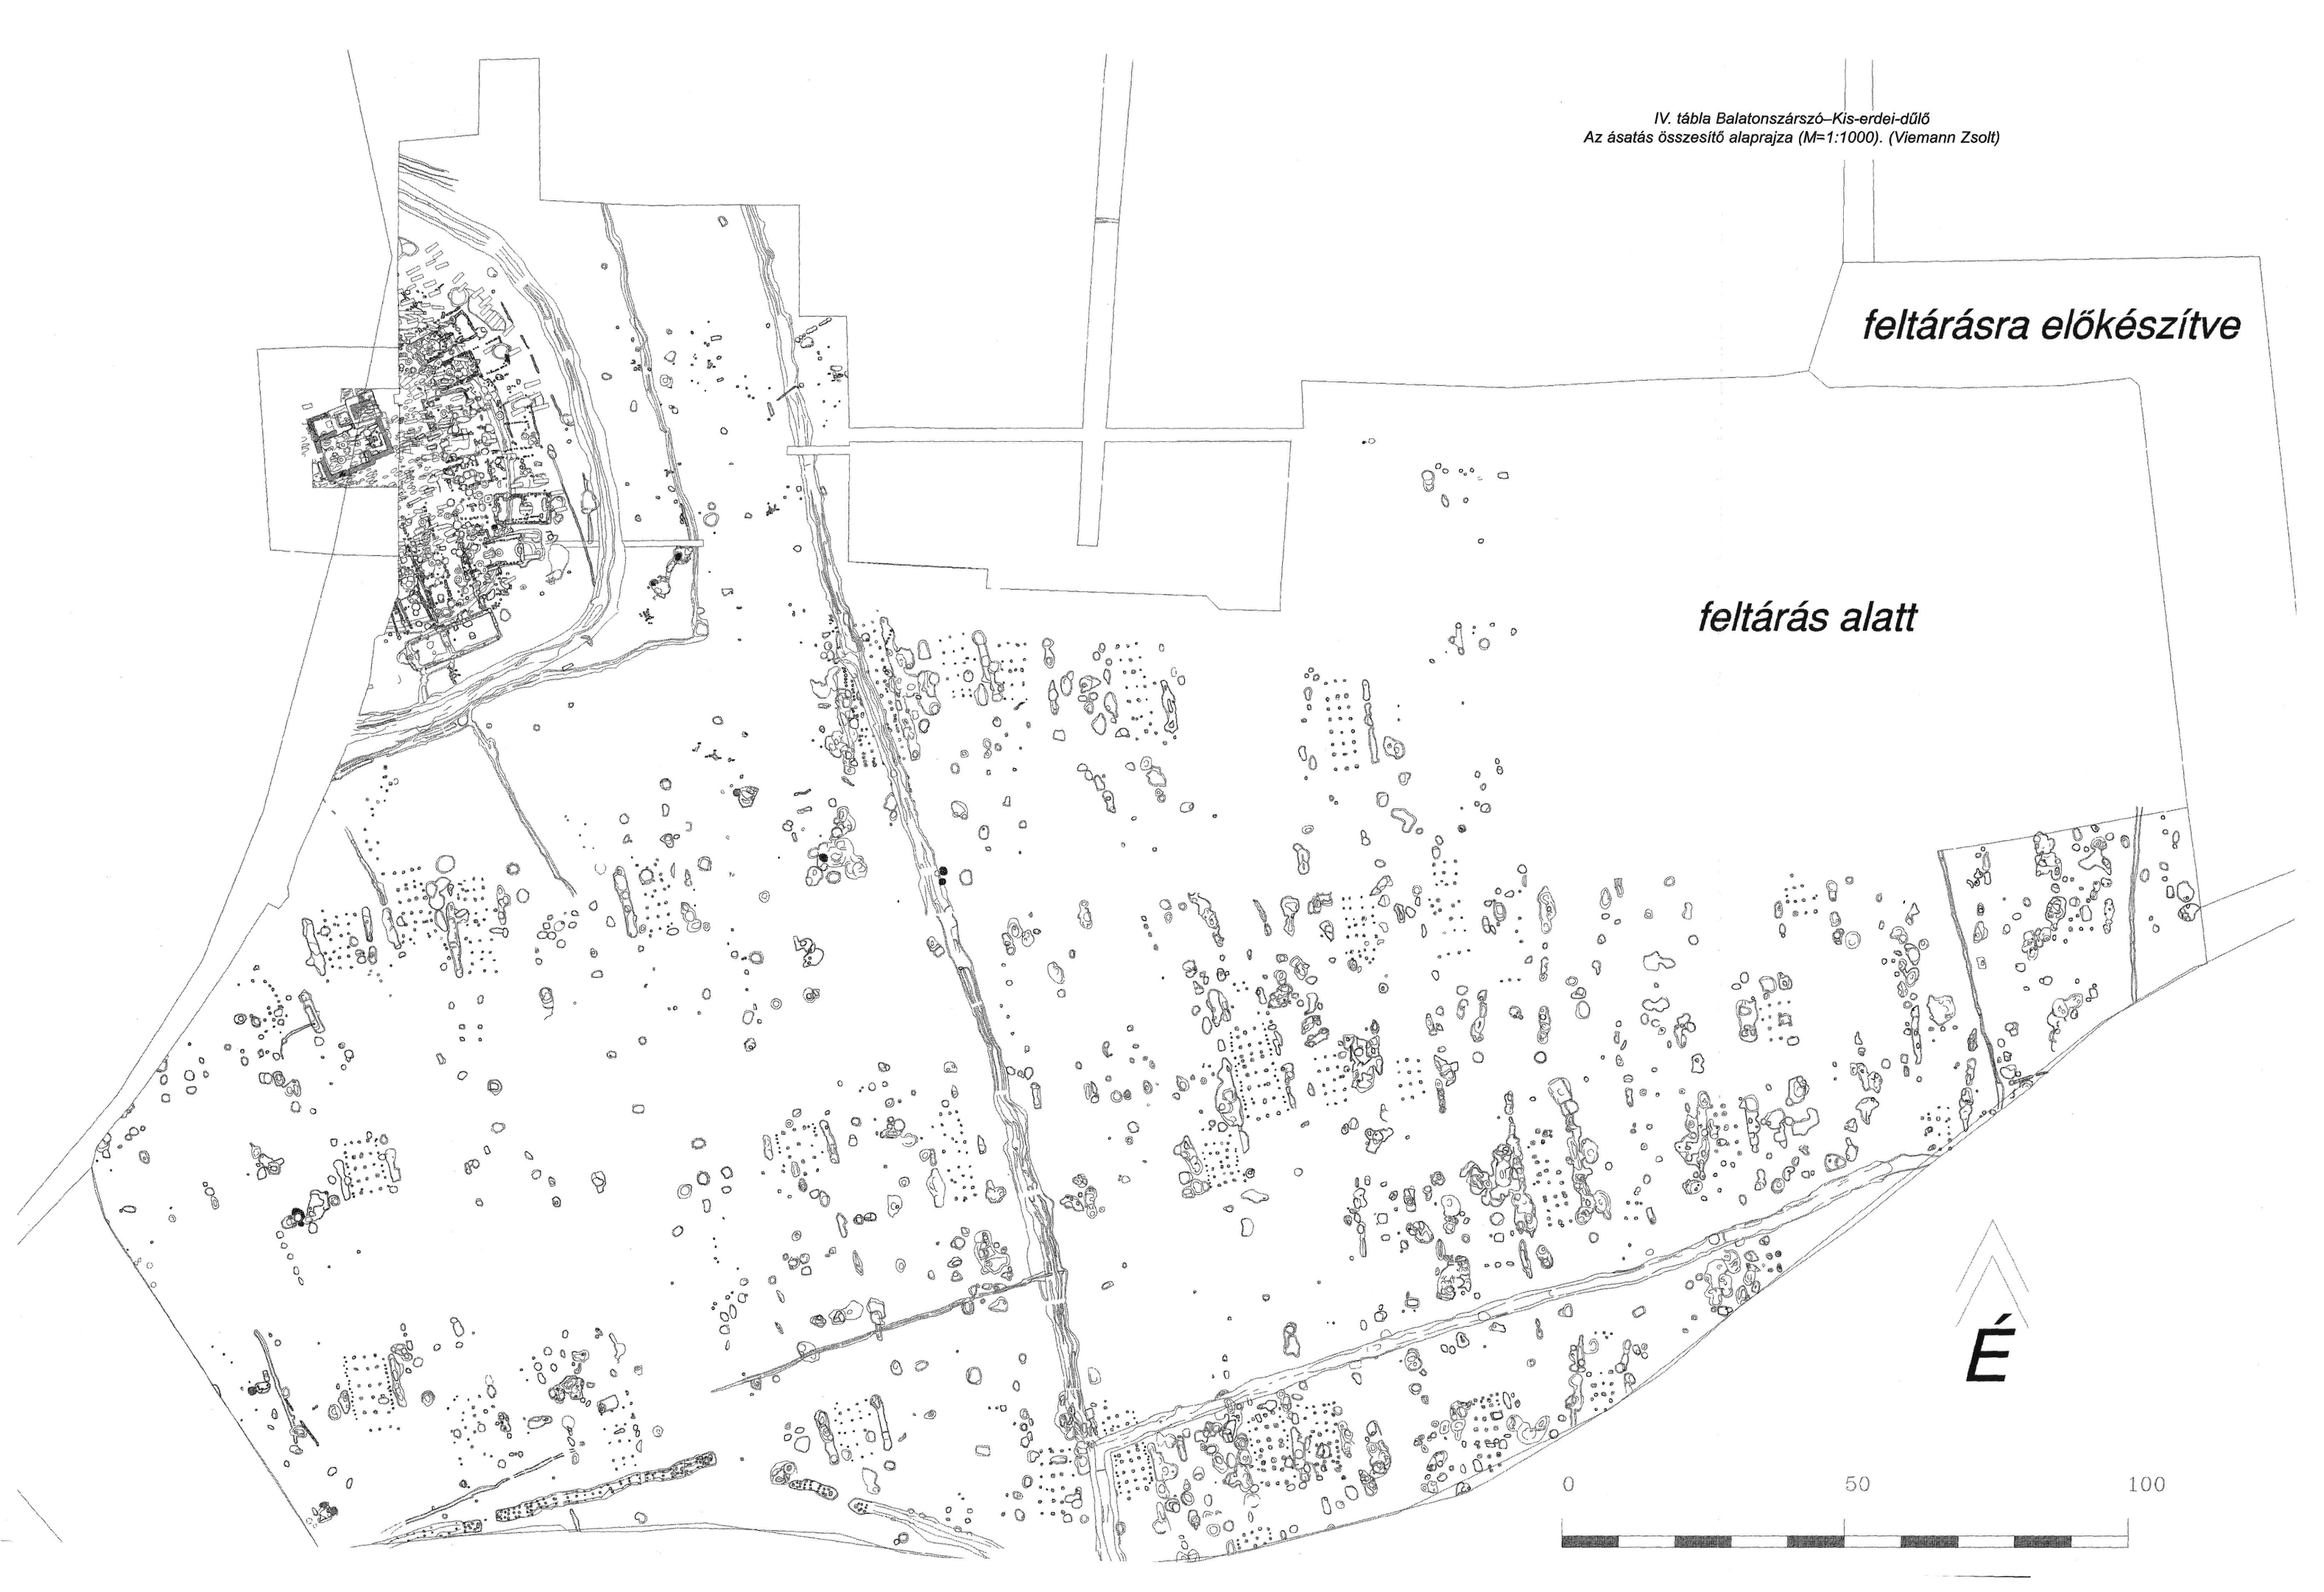 IV. tábla Balatonszárszó–Kis-erdei-dűlő
Az ásatás összesítő alaprajza (M=1:1000). (Viemann Zsolt)
feltárásra előkészítve
feltárás alatt
É
0 50 100